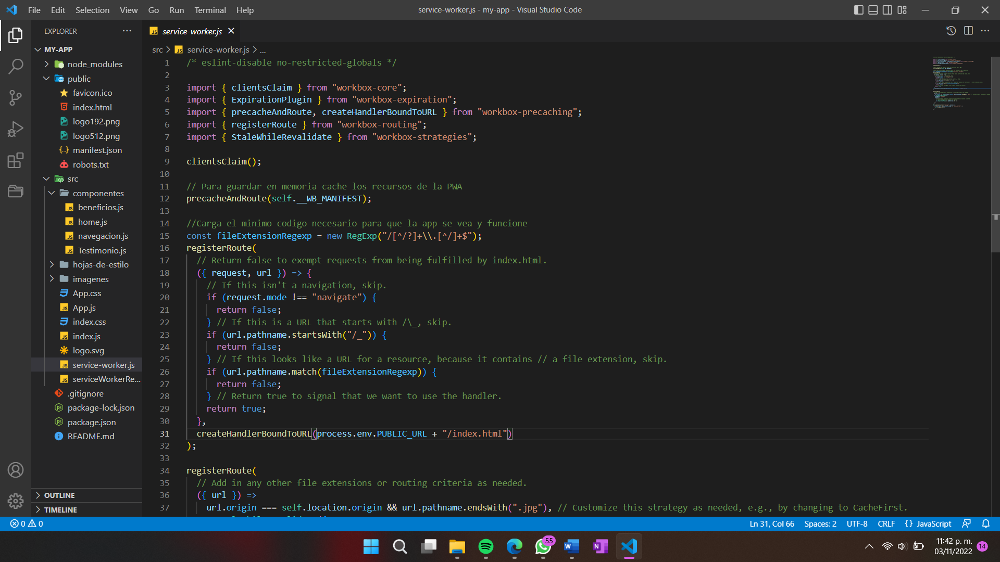 File Edit Selection View Go Run Terminal Help
service-worker.js - my-app - Visual Studio Code
EXPLORER
MY-APP
node_modules
public
favicon.ico
index.html
logo192.png
logo512.png
manifest.json
robots.txt
src
componentes
beneficios.js
home.js
navegacion.js
Testimonio.js
hojas-de-estilo
imagenes
App.css
App.js
index.css
index.js
logo.svg
service-worker.js
serviceWorkerRe...
.gitignore
package-lock.json
package.json
README.md
OUTLINE
TIMELINE
service-worker.js
src > service-worker.js > ...
1 /* eslint-disable no-restricted-globals */
2
3 import { clientsClaim } from "workbox-core";
4 import { ExpirationPlugin } from "workbox-expiration";
5 import { precacheAndRoute, createHandlerBoundToURL } from "workbox-precaching";
6 import { registerRoute } from "workbox-routing";
7 import { StaleWhileRevalidate } from "workbox-strategies";
8
9 clientsClaim();
10
11 // Para guardar en memoria cache los recursos de la PWA
12 precacheAndRoute(self.__WB_MANIFEST);
13
14 //Carga el minimo codigo necesario para que la app se vea y funcione
15 const fileExtensionRegexp = new RegExp("/[^/?]+\\.[^/]+$");
16 registerRoute(
17 // Return false to exempt requests from being fulfilled by index.html.
18 ({ request, url }) => {
19 // If this isn't a navigation, skip.
20 if (request.mode !== "navigate") {
21 return false;
22 } // If this is a URL that starts with /\_, skip.
23 if (url.pathname.startsWith("/_")) {
24 return false;
25 } // If this looks like a URL for a resource, because it contains // a file extension, skip.
26 if (url.pathname.match(fileExtensionRegexp)) {
27 return false;
28 } // Return true to signal that we want to use the handler.
29 return true;
30 },
31 createHandlerBoundToURL(process.env.PUBLIC_URL + "/index.html")
32 );
33
34 registerRoute(
35 // Add in any other file extensions or routing criteria as needed.
36 ({ url }) =>
37 url.origin === self.location.origin && url.pathname.endsWith(".jpg"), // Customize this strategy as needed, e.g., by changing to CacheFirst.
0 0
Ln 31, Col 66 Spaces: 2 UTF-8 CRLF {} JavaScript
55
11:42 p. m.
03/11/2022
14